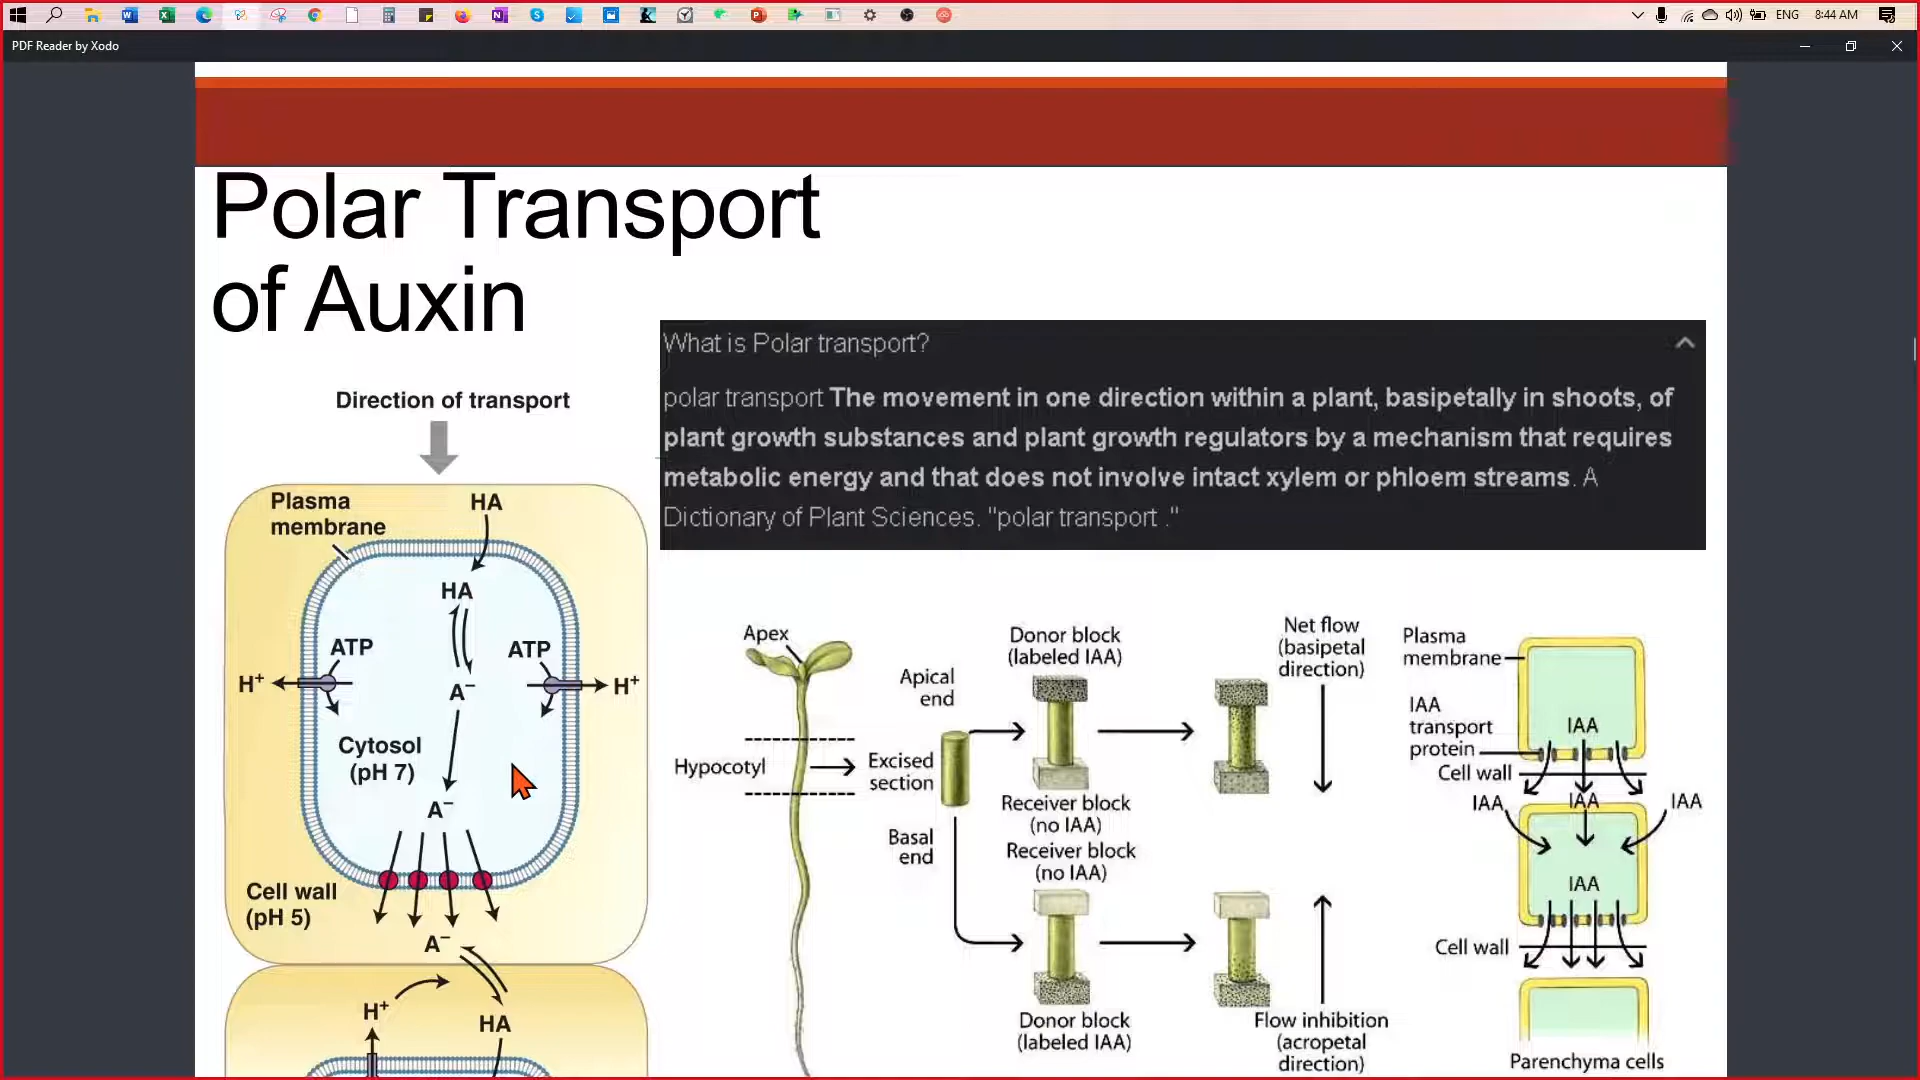 ENG 8:44 AM
PDF Reader by Xodo
Polar Transport
of Auxin
What is Polar transport?
polar transport The movement in one direction within a plant, basipetally in shoots, of
plant growth substances and plant growth regulators by a mechanism that requires
metabolic energy and that does not involve intact xylem or phloem streams. A
Dictionary of Plant Sciences. "polar transport ."
Direction of transport
Plasma
membrane
HA
HA
ATP
ATP
H⁺
H⁺
A⁻
Cytosol
(pH 7)
A⁻
Cell wall
(pH 5)
A⁻
H⁺
HA
Apex
Hypocotyl
Apical
end
Excised
section
Basal
end
Donor block
(labeled IAA)
Receiver block
(no IAA)
Receiver block
(no IAA)
Donor block
(labeled IAA)
Net flow
(basipetal
direction)
Flow inhibition
(acropetal
direction)
Plasma
membrane
IAA
transport
protein
IAA
Cell wall
IAA
IAA
IAA
IAA
Cell wall
Parenchyma cells